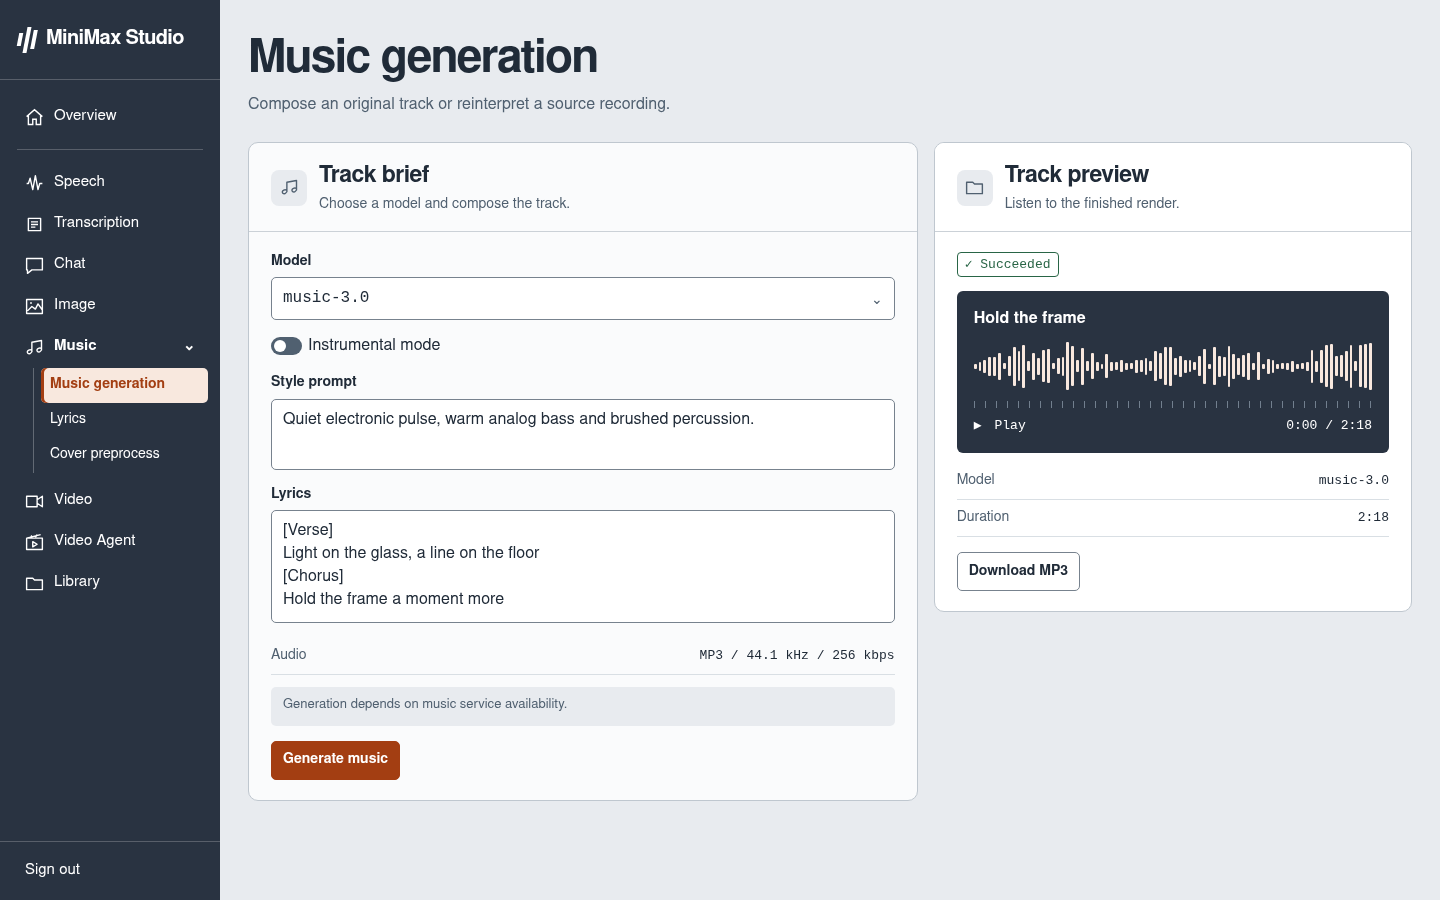 MiniMax Studio
Overview
Speech
Transcription
Chat
Image
Music
Music generation
Lyrics
Cover preprocess
Video
Video Agent
Library
Sign out
Music generation
Compose an original track or reinterpret a source recording.
Track brief
Choose a model and compose the track.
Model
music-3.0
Instrumental mode
Style prompt
Quiet electronic pulse, warm analog bass and brushed percussion.
Lyrics
[Verse]
Light on the glass, a line on the floor
[Chorus]
Hold the frame a moment more
Audio MP3 / 44.1 kHz / 256 kbps
Generation depends on music service availability.
Generate music
Track preview
Listen to the finished render.
✓ Succeeded
Hold the frame
▶ Play 0:00 / 2:18
Model music-3.0
Duration 2:18
Download MP3